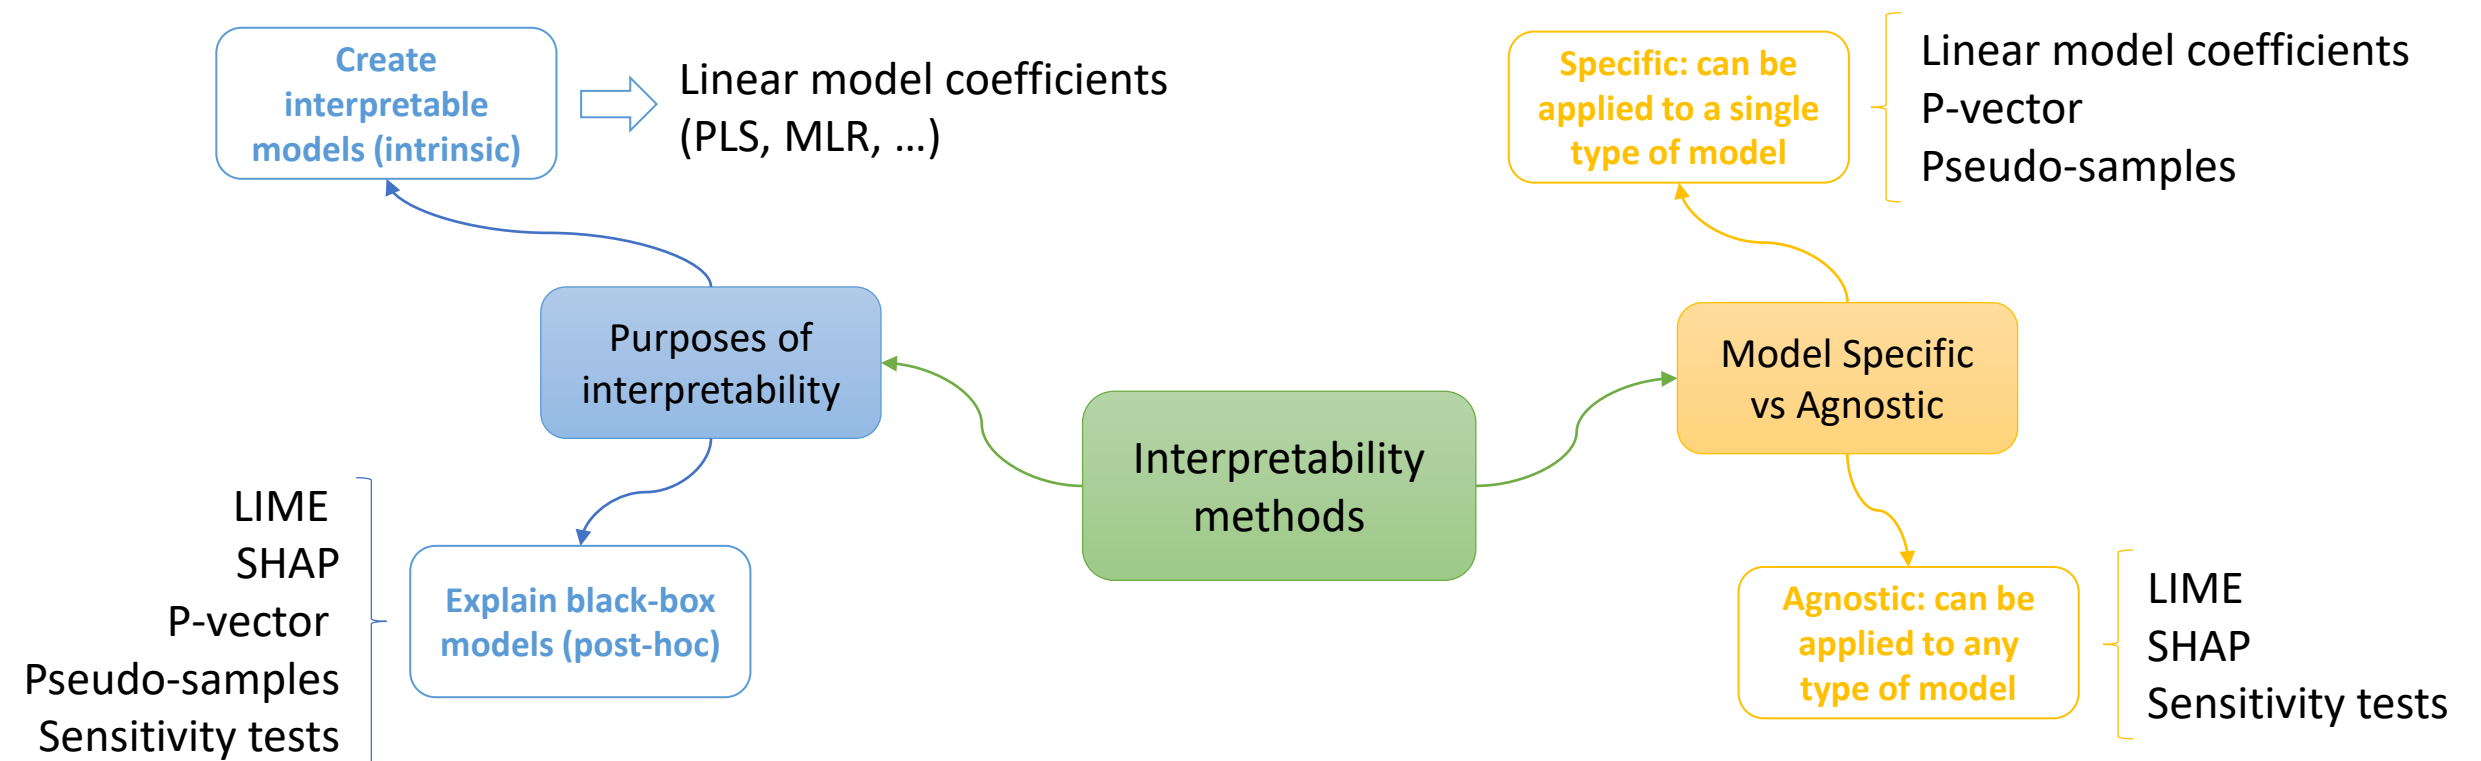 Create
interpretable
models (intrinsic)
Linear model coefficients
(PLS, MLR, …)
Specific: can be
applied to a single
type of model
Linear model coefficients
P-vector
Pseudo-samples
Purposes of
interpretability
Model Specific
vs Agnostic
Interpretability
methods
LIME
SHAP
P-vector
Pseudo-samples
Sensitivity tests
Explain black-box
models (post-hoc)
Agnostic: can be
applied to any
type of model
LIME
SHAP
Sensitivity tests